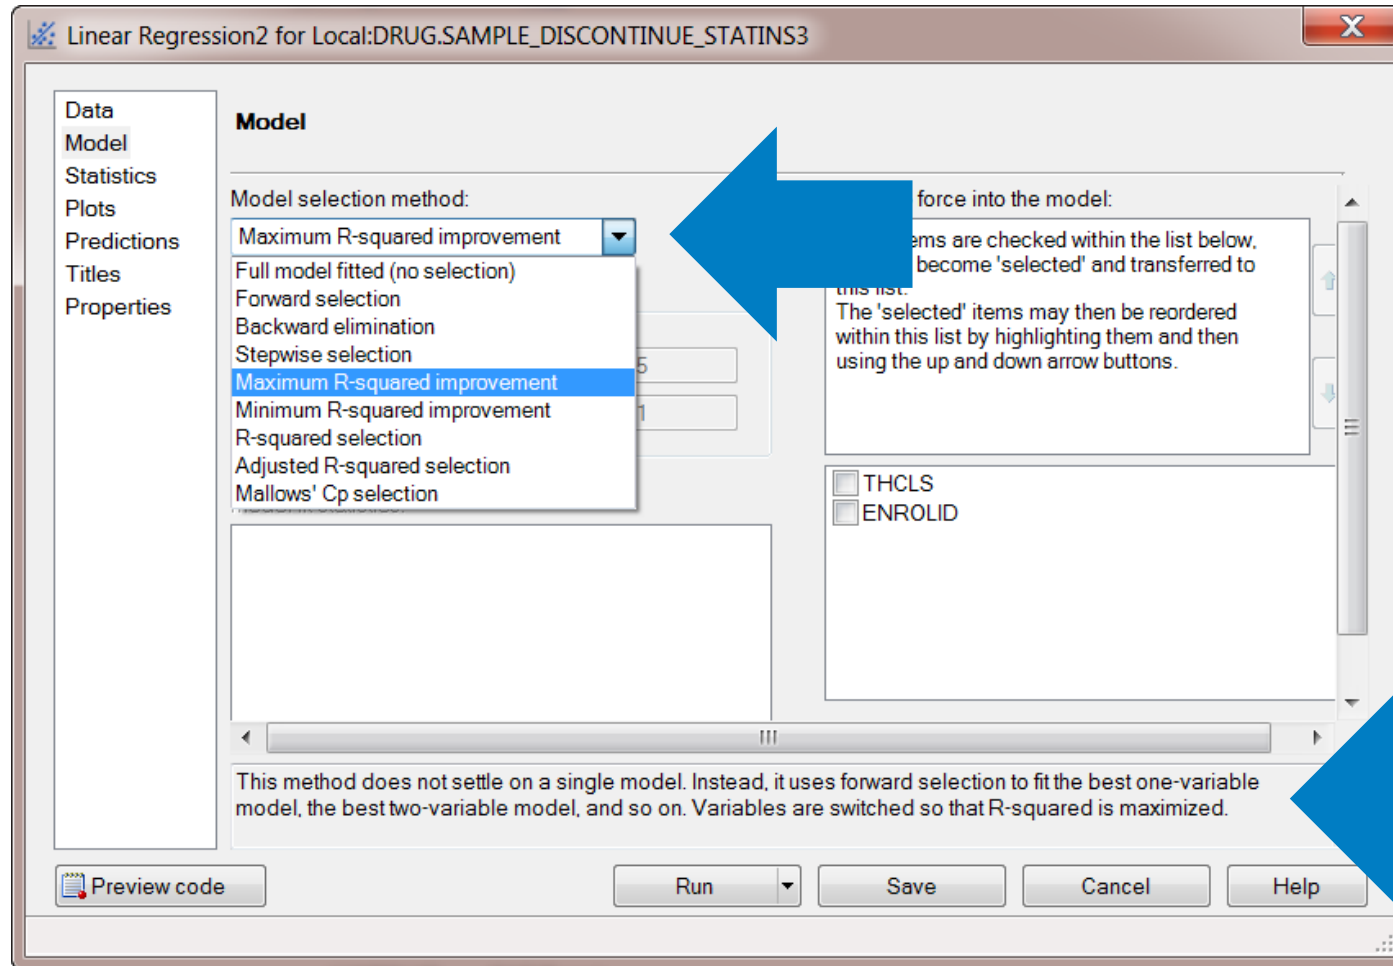 Linear Regression2 for Local:DRUG.SAMPLE_DISCONTINUE_STATINS3
X
Data
Model
Statistics
Plots
Predictions
Titles
Properties
Model
Model selection method:
Maximum R-squared improvement
Full model fitted (no selection)
Forward selection
Backward elimination
Stepwise selection
Maximum R-squared improvement
Minimum R-squared improvement
R-squared selection
Adjusted R-squared selection
Mallows' Cp selection
5
1
force into the model:
are checked within the list below,
become 'selected' and transferred to
this list.
The 'selected' items may then be reordered
within this list by highlighting them and then
using the up and down arrow buttons.
THCLS
ENROLID
This method does not settle on a single model. Instead, it uses forward selection to fit the best one-variable
model, the best two-variable model, and so on. Variables are switched so that R-squared is maximized.
Preview code
Run
Save
Cancel
Help